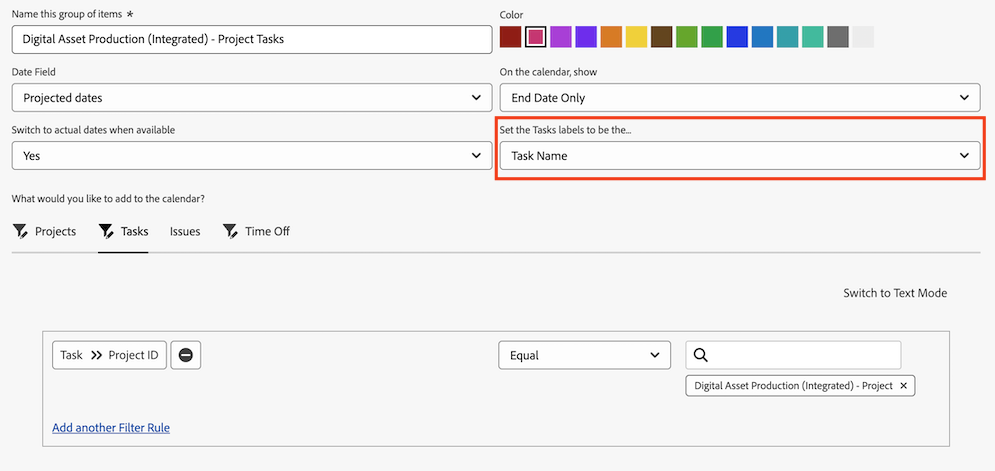 Name this group of items *
Color
Digital Asset Production (Integrated) - Project Tasks
Date Field
On the calendar, show
Projected dates
End Date Only
Switch to actual dates when available
Set the Tasks labels to be the...
Yes
Task Name
What would you like to add to the calendar?
Projects Tasks Issues Time Off
Switch to Text Mode
Task >> Project ID
Equal
Digital Asset Production (Integrated) - Project ×
Add another Filter Rule